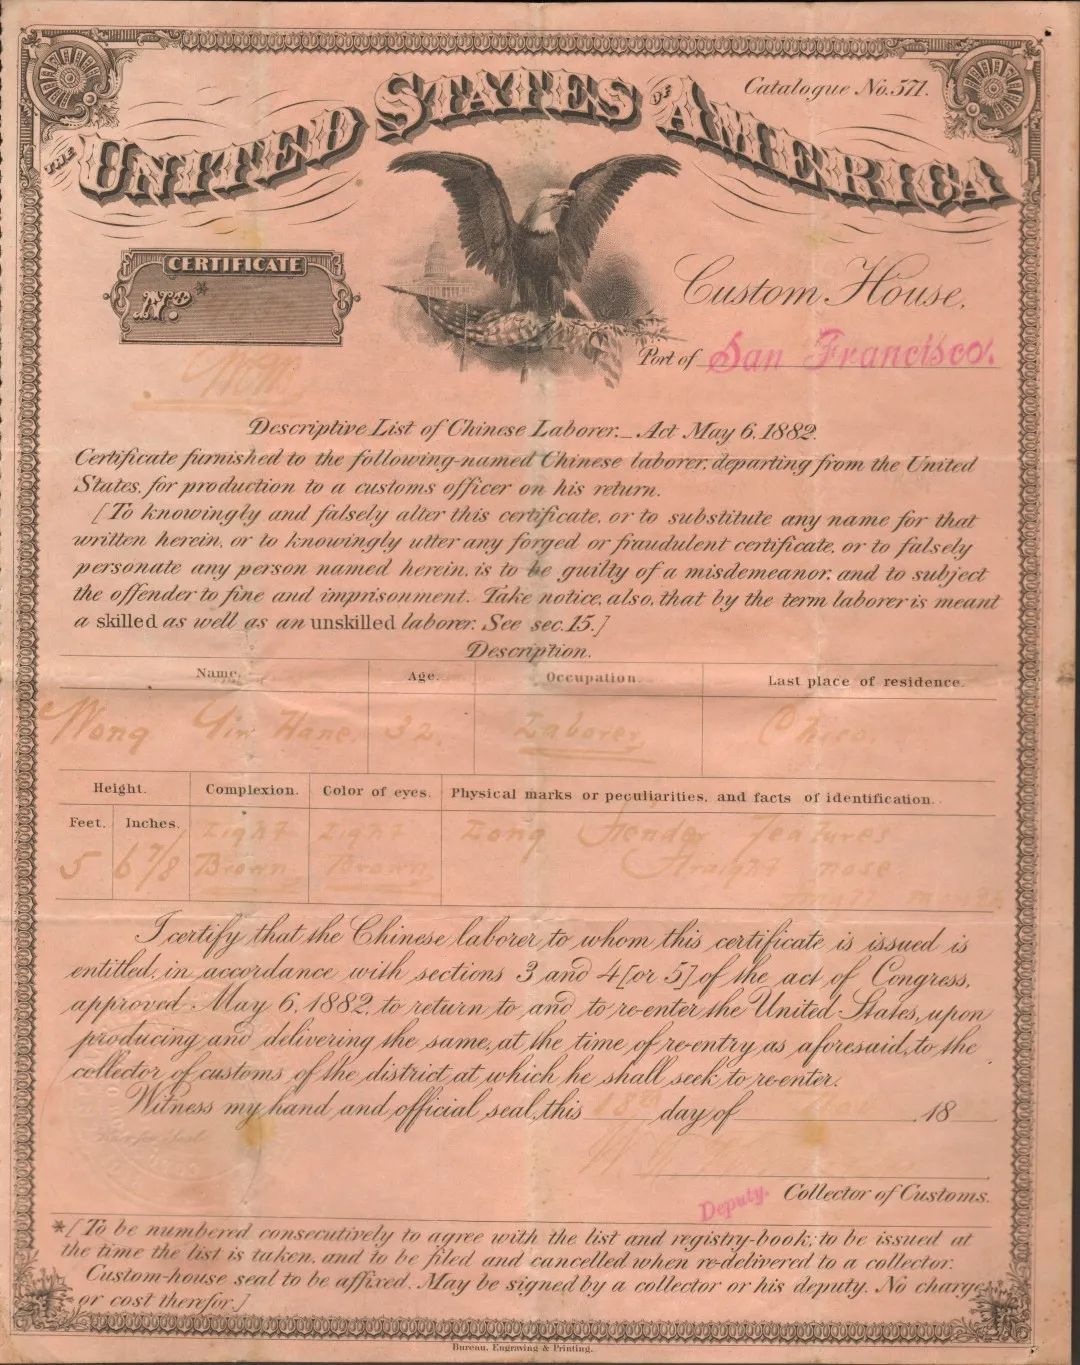 THE UNITED STATES OF AMERICA
Catalogue No. 571.
CERTIFICATE
No. *
Custom House,
Port of San Francisco.
Descriptive List of Chinese Laborer._Act May 6, 1882.
Certificate furnished to the following-named Chinese laborer, departing from the United
States, for production to a customs officer on his return.
[To knowingly and falsely alter this certificate, or to substitute any name for that
written herein, or to knowingly utter any forged or fraudulent certificate, or to falsely
personate any person named herein, is to be guilty of a misdemeanor, and to subject
the offender to fine and imprisonment. Take notice, also, that by the term laborer is meant
a skilled as well as an unskilled laborer. See sec. 15.]
Description.
Name. Age. Occupation. Last place of residence.
Wong Gin Hane. 32. Laborer Chico.
Height. Complexion. Color of eyes. Physical marks or peculiarities, and facts of identification.
Feet. Inches. Light Light Long Slender Features
5 6 7/8 Brown Brown Straight nose
I certify that the Chinese laborer to whom this certificate is issued is
entitled, in accordance with sections 3 and 4 [or 5] of the act of Congress,
approved May 6, 1882, to return to and to re-enter the United States, upon
producing and delivering the same, at the time of re-entry as aforesaid, to the
collector of customs of the district at which he shall seek to re-enter.
Witness my hand and official seal, this 18th day of 18
Deputy. Collector of Customs.
*[To be numbered consecutively to agree with the list and registry-book; to be issued at
the time the list is taken, and to be filed and cancelled when re-delivered to a collector.
Custom-house seal to be affixed. May be signed by a collector or his deputy. No charge
or cost therefor.]
Bureau, Engraving & Printing.